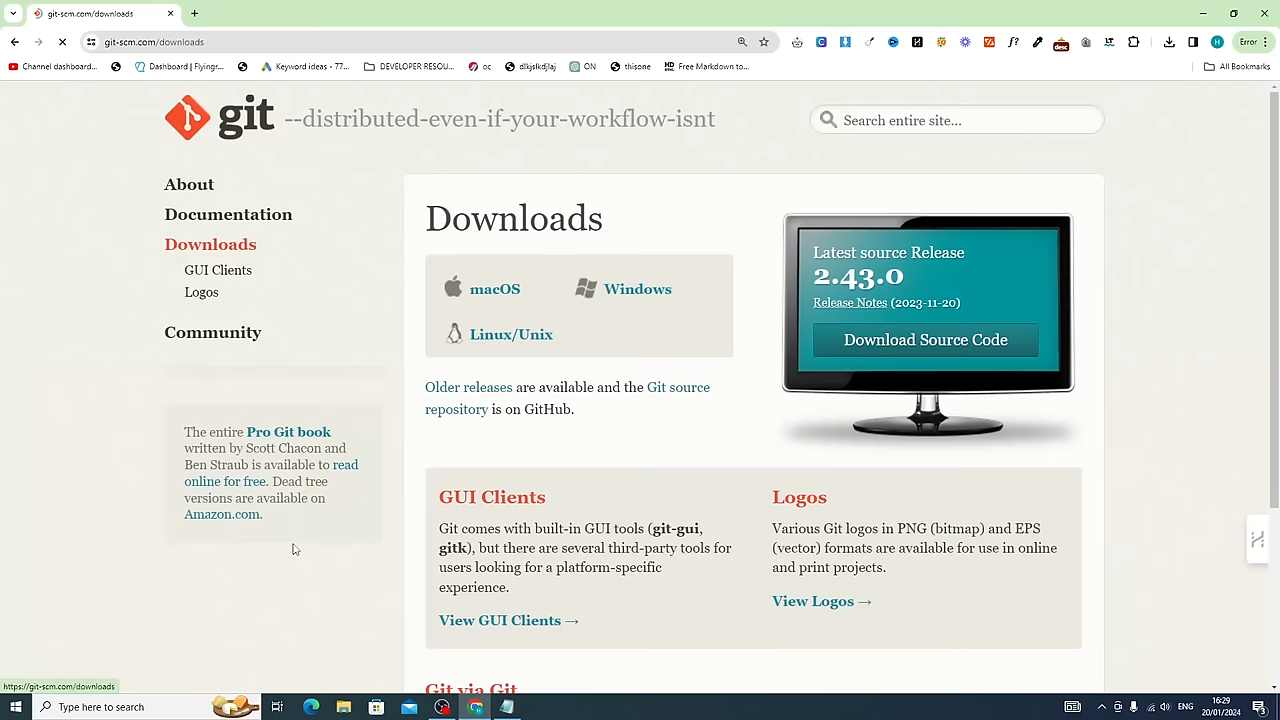 git-scm.com/downloads
git-scm.com/downloads
Error
Channel dashboard...
Dashboard | Flyingr...
Keyword ideas - 77...
DEVELOPER RESOU...
oc
dlkjslkdjlaj
ON
thisone
Free Markdown to...
All Bookmarks
git --distributed-even-if-your-workflow-isnt
Search entire site...
About
Documentation
Downloads
GUI Clients
Logos
Community
The entire Pro Git book
written by Scott Chacon and
Ben Straub is available to read
online for free. Dead tree
versions are available on
Amazon.com.
Downloads
macOS
Windows
Linux/Unix
Older releases are available and the Git source
repository is on GitHub.
Latest source Release
2.43.0
Release Notes (2023-11-20)
Download Source Code
GUI Clients
Git comes with built-in GUI tools (git-gui,
gitk), but there are several third-party tools for
users looking for a platform-specific
experience.
View GUI Clients →
Logos
Various Git logos in PNG (bitmap) and EPS
(vector) formats are available for use in online
and print projects.
View Logos →
Git via Git
https://git-scm.com/downloads
Type here to search
ENG
16:29
20/01/2024